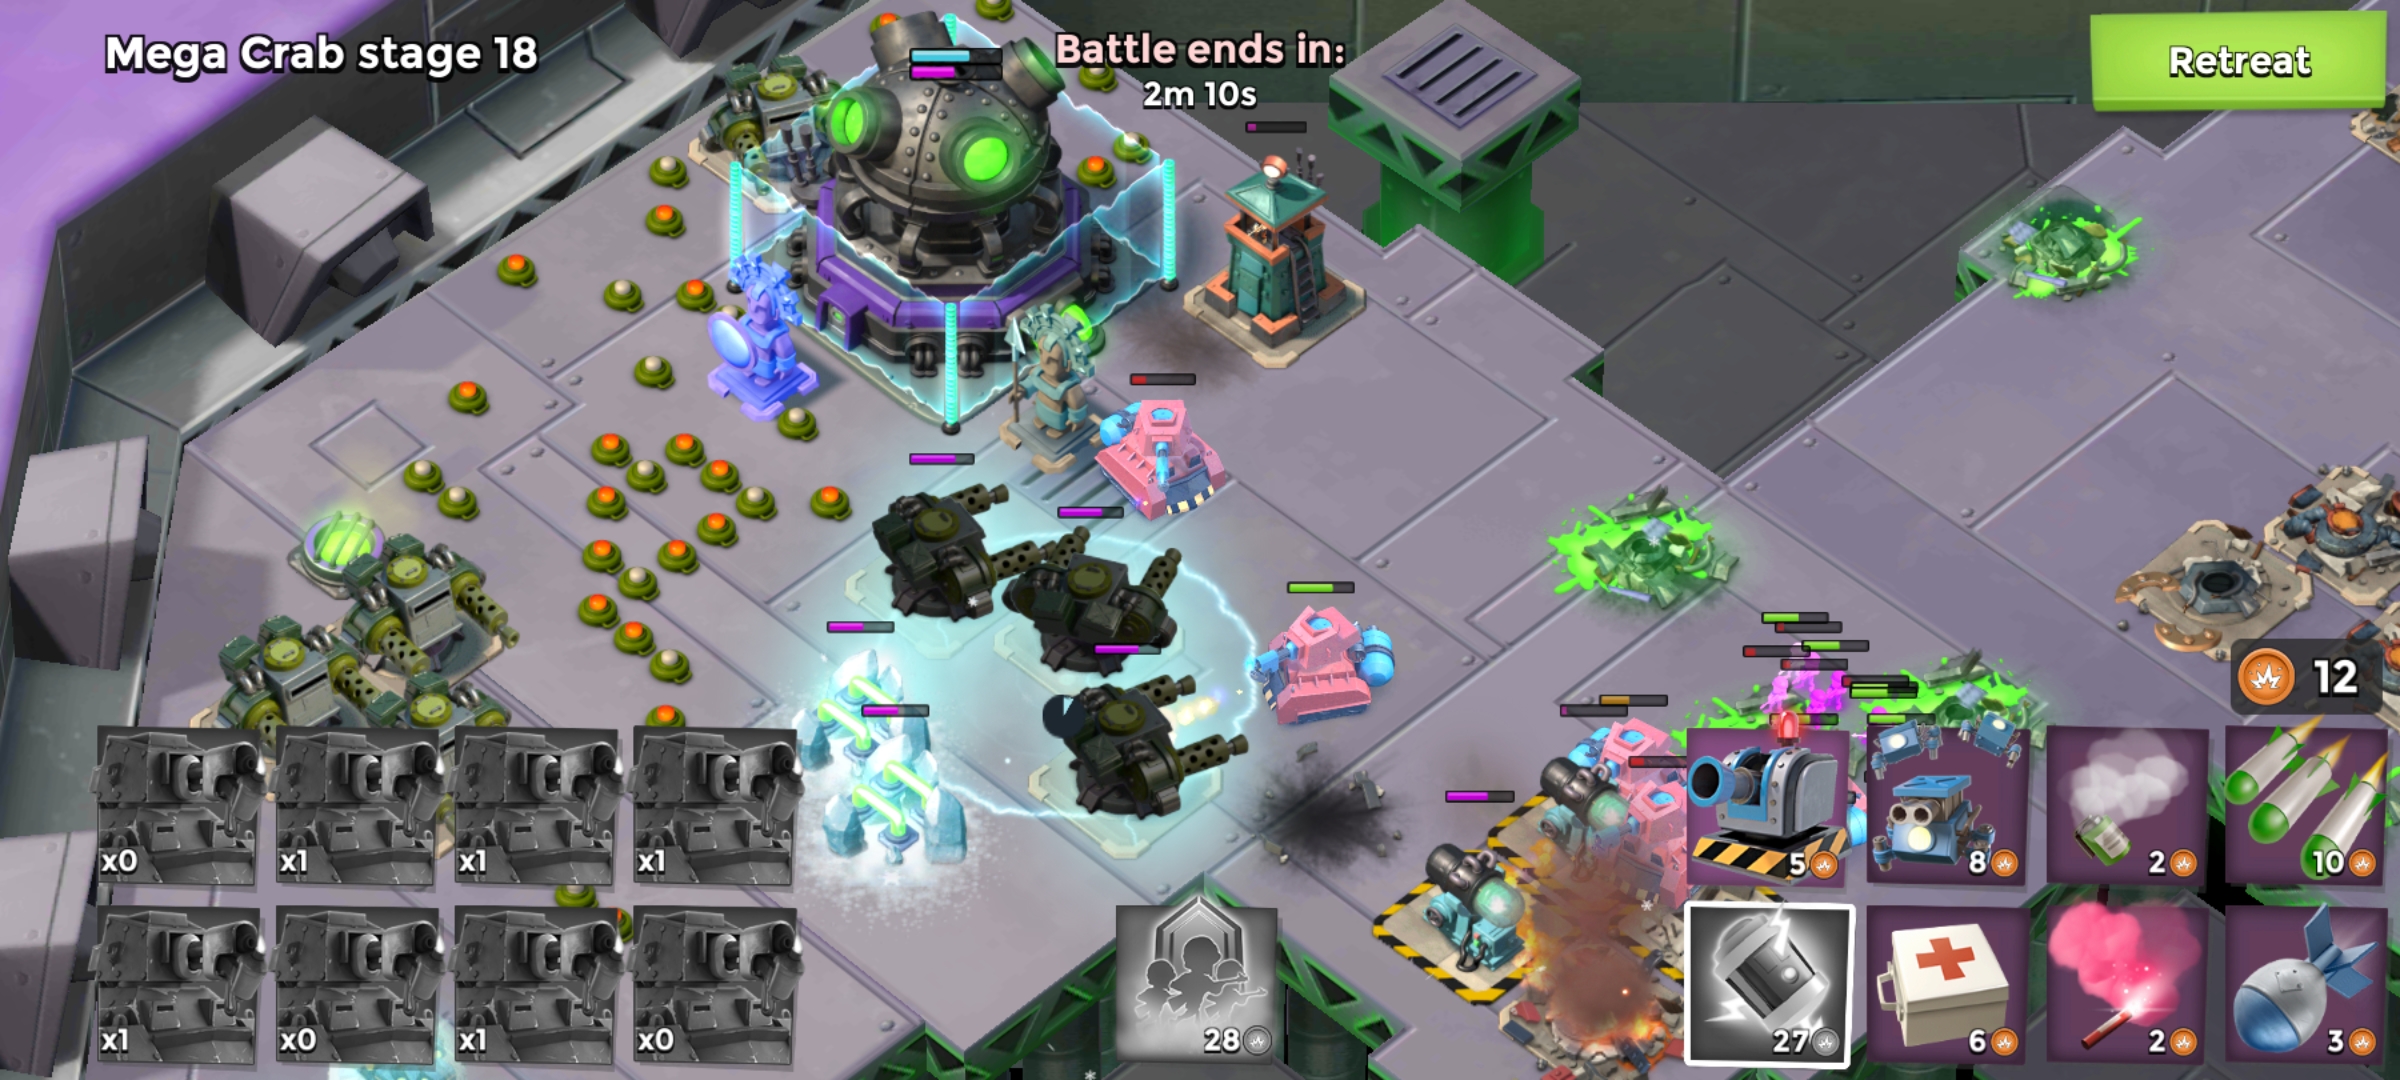 Mega Crab stage 18
Battle ends in:
2m 10s
Retreat
12
x0
x1
x1
x1
5
8
2
10
x1
x0
x1
x0
28
27
6
2
3